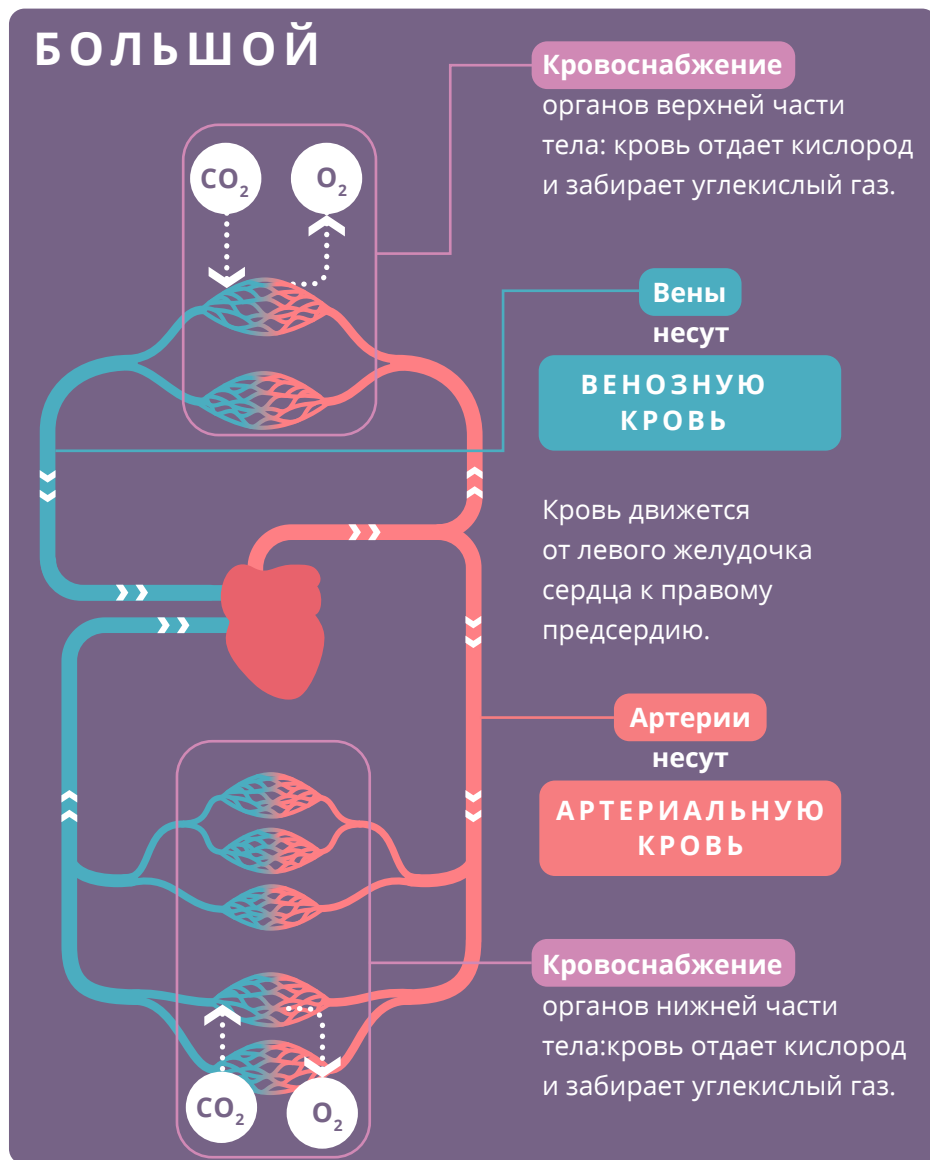 БОЛЬШОЙ
Кровоснабжение
органов верхней части
тела: кровь отдает кислород
и забирает углекислый газ.
CO2
O2
Вены
несут
ВЕНОЗНУЮ
КРОВЬ
Кровь движется
от левого желудочка
сердца к правому
предсердию.
Артерии
несут
АРТЕРИАЛЬНУЮ
КРОВЬ
Кровоснабжение
органов нижней части
тела:кровь отдает кислород
и забирает углекислый газ.
CO2
O2